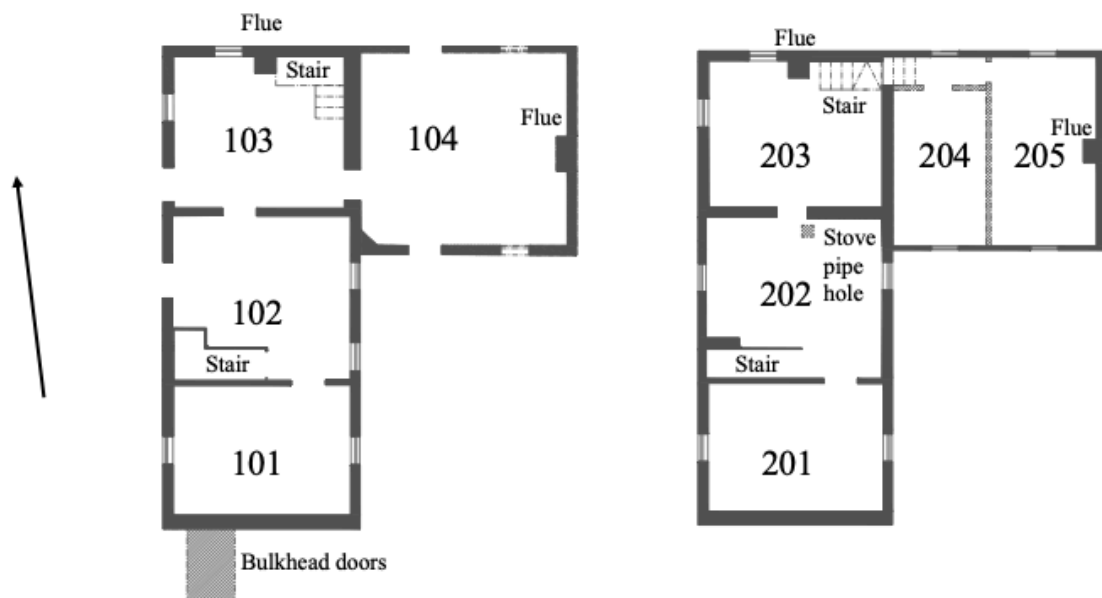 Flue
Stair
103
104
Flue
102
Stair
101
Bulkhead doors
Flue
Stair
203
204
205
Flue
Stove
pipe
hole
202
Stair
201